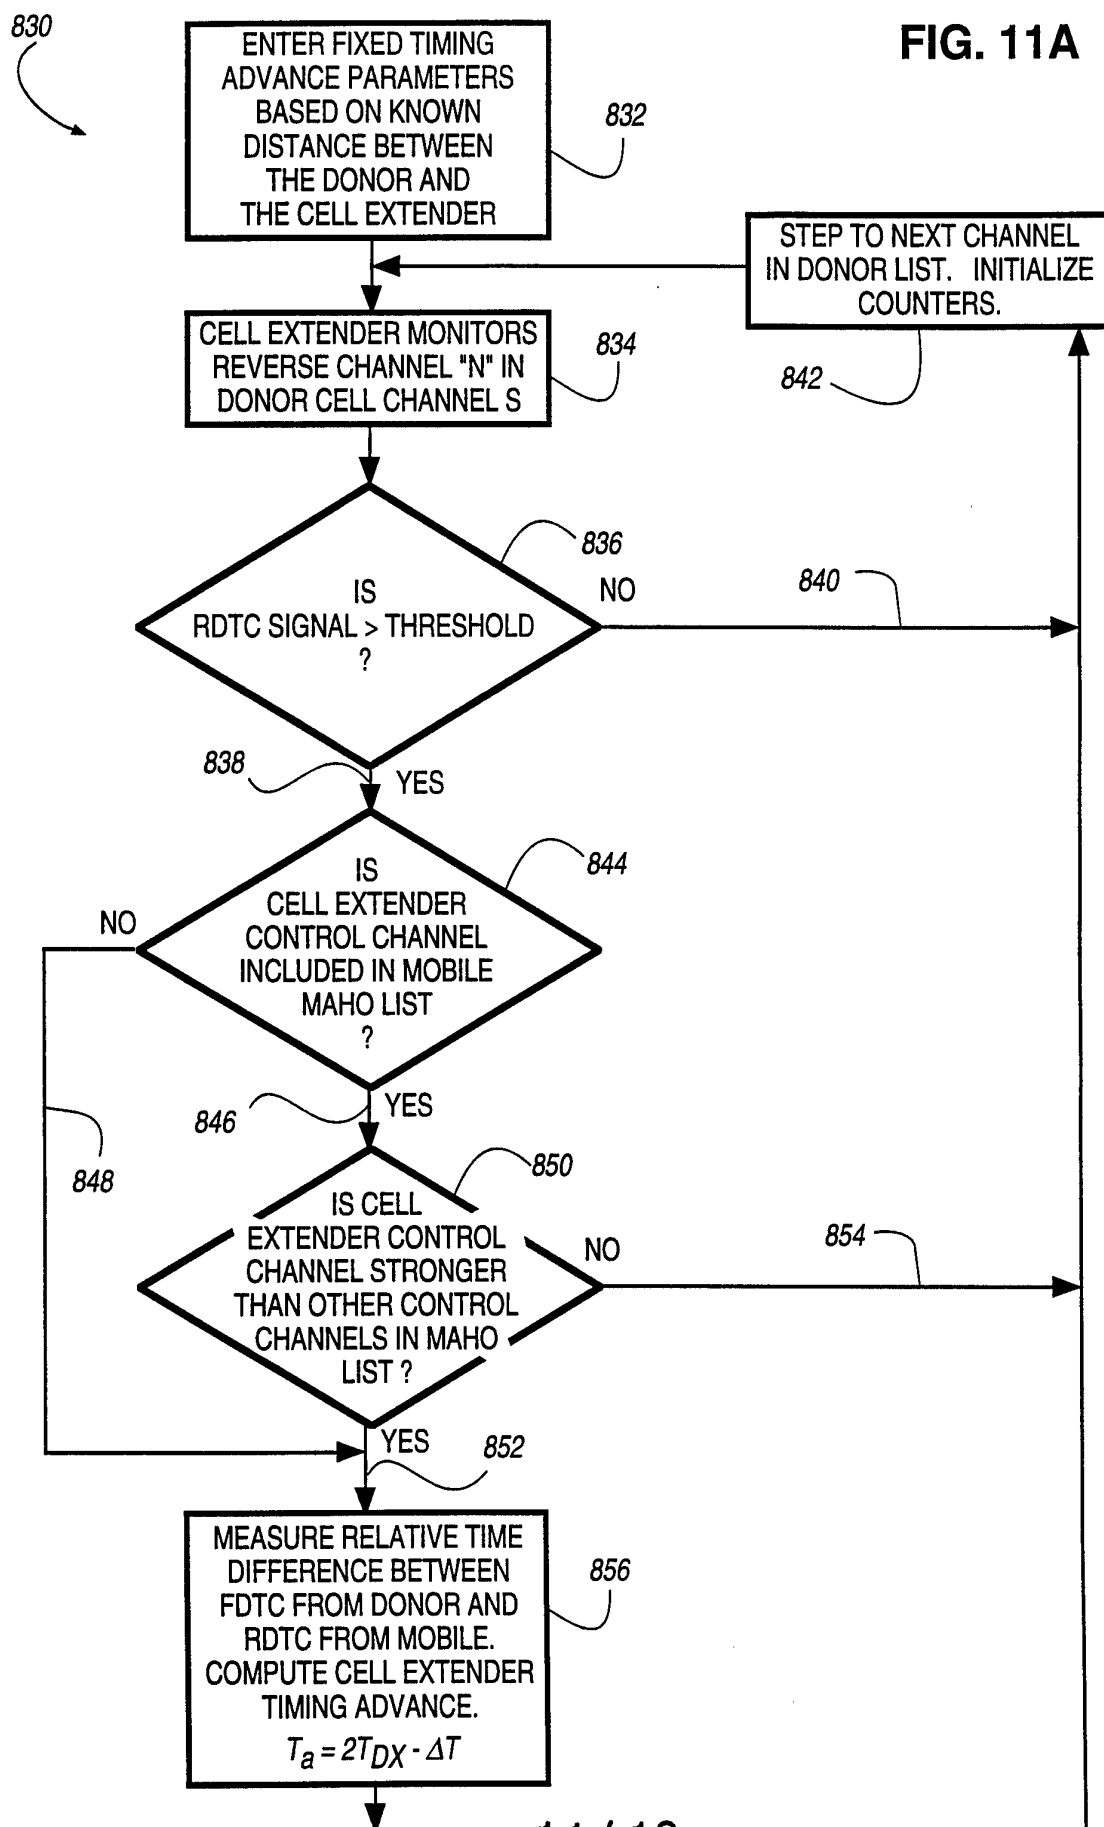 830
FIG. 11A
ENTER FIXED TIMING
ADVANCE PARAMETERS
BASED ON KNOWN
DISTANCE BETWEEN
THE DONOR AND
THE CELL EXTENDER
832
STEP TO NEXT CHANNEL
IN DONOR LIST. INITIALIZE
COUNTERS.
842
CELL EXTENDER MONITORS
REVERSE CHANNEL "N" IN
DONOR CELL CHANNEL S
834
IS
RDTC SIGNAL > THRESHOLD
?
836
NO
840
838
YES
IS
CELL EXTENDER
CONTROL CHANNEL
INCLUDED IN MOBILE
MAHO LIST
?
844
NO
848
846
YES
IS CELL
EXTENDER CONTROL
CHANNEL STRONGER
THAN OTHER CONTROL
CHANNELS IN MAHO
LIST ?
850
NO
854
YES
852
MEASURE RELATIVE TIME
DIFFERENCE BETWEEN
FDTC FROM DONOR AND
RDTC FROM MOBILE.
COMPUTE CELL EXTENDER
TIMING ADVANCE.
Ta = 2TDX - ΔT
856